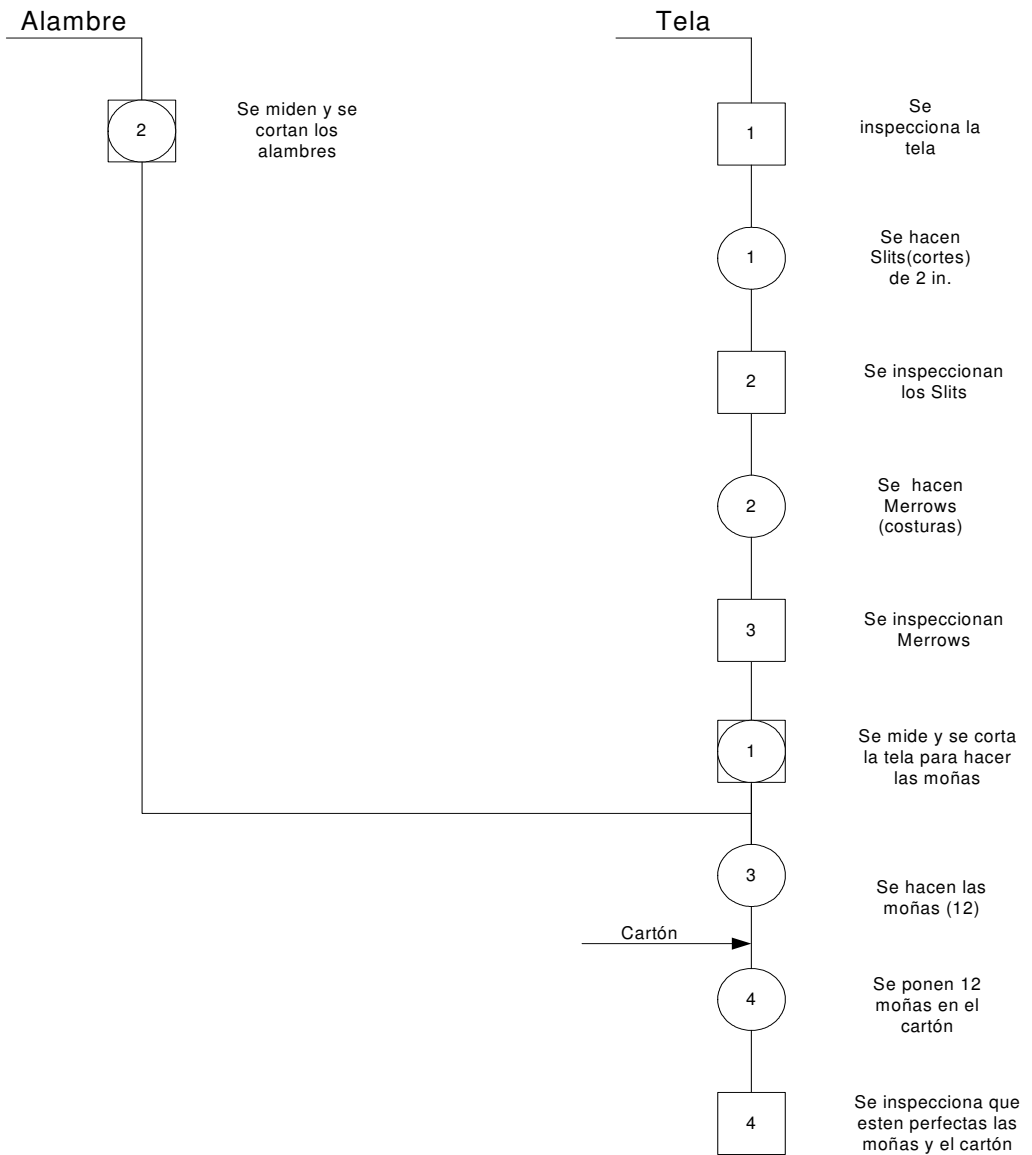 Alambre
Tela
2
Se miden y se
cortan los
alambres
1
Se
inspecciona la
tela
1
Se hacen
Slits(cortes)
de 2 in.
2
Se inspeccionan
los Slits
2
Se hacen
Merrows
(costuras)
3
Se inspeccionan
Merrows
1
Se mide y se corta
la tela para hacer
las moñas
3
Se hacen las
moñas (12)
Cartón
4
Se ponen 12
moñas en el
cartón
4
Se inspecciona que
esten perfectas las
moñas y el cartón